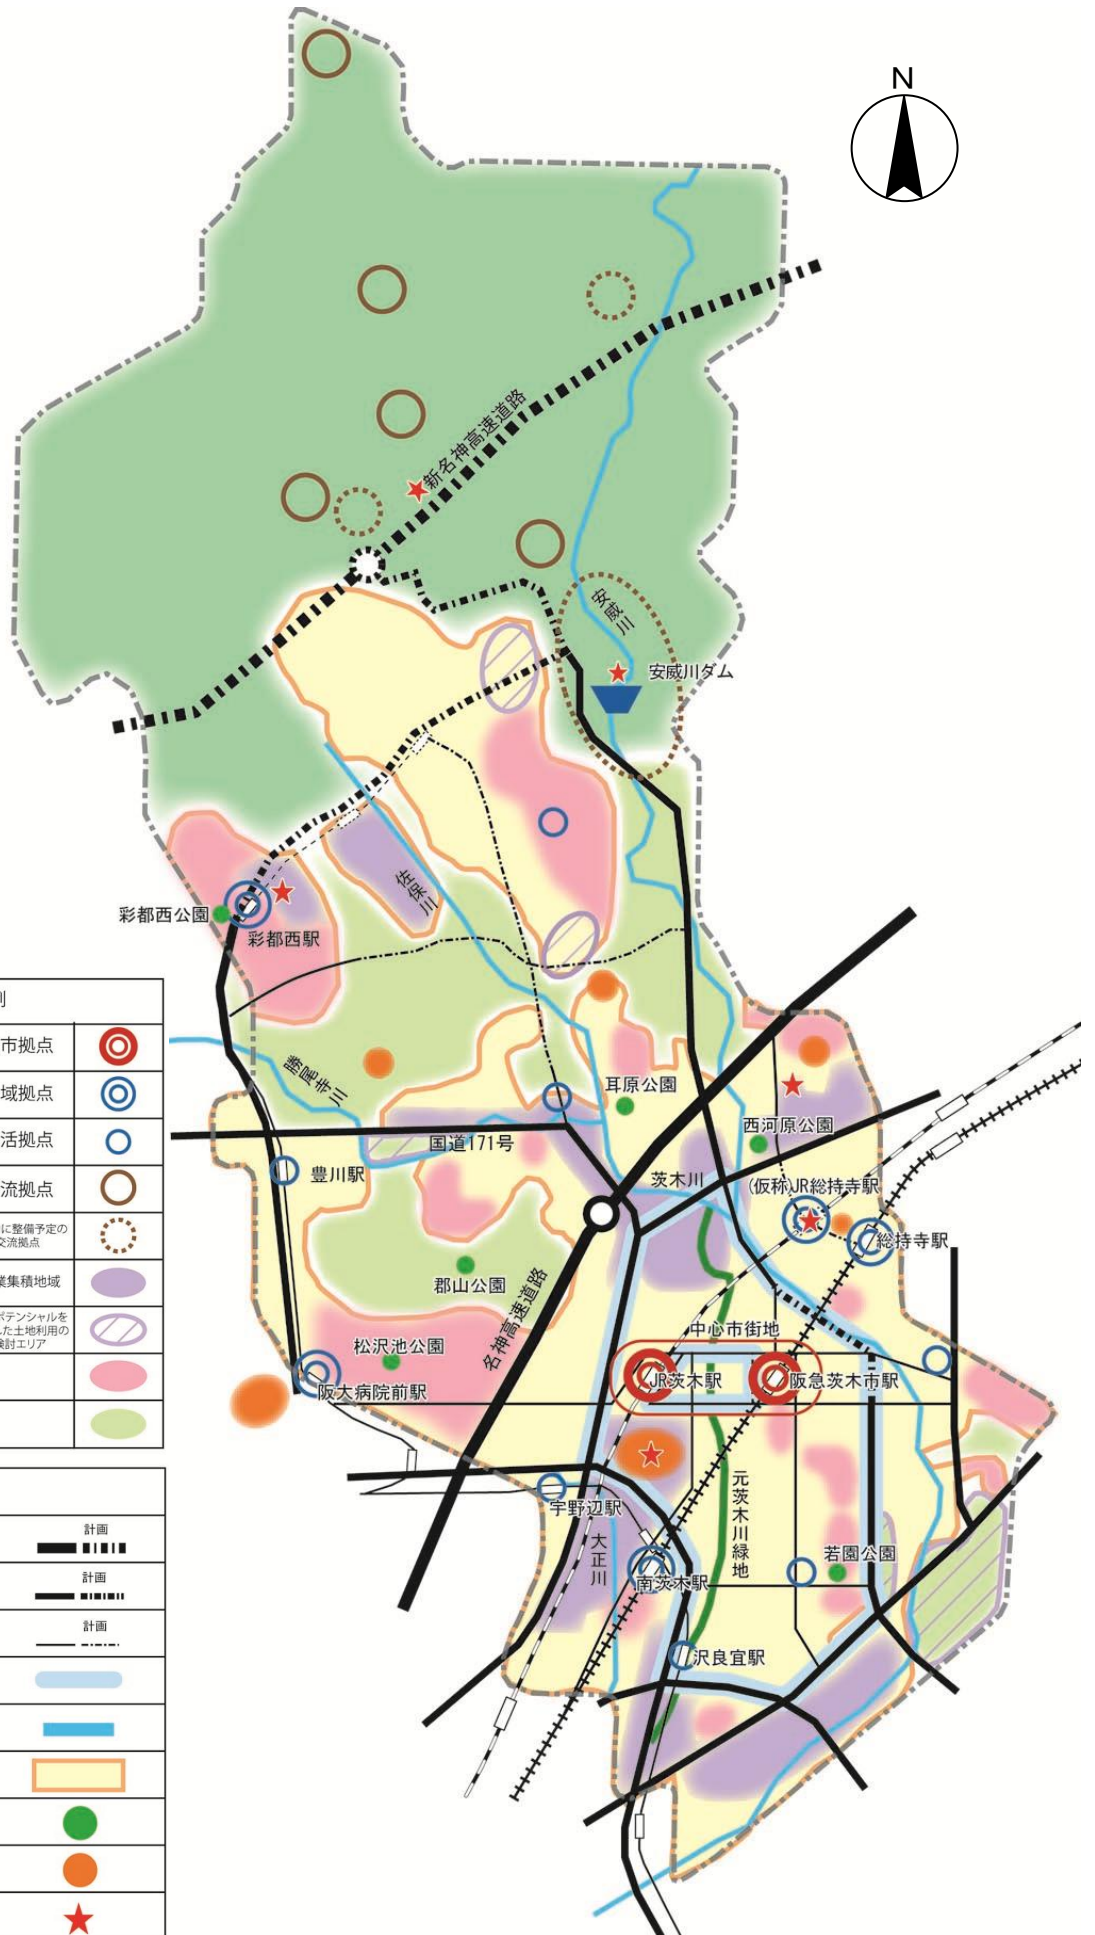 N
新名神高速道路
安威川
安威川ダム
佐保川
彩都西公園
彩都西駅
勝尾寺川
耳原公園
西河原公園
国道171号
豊川駅
茨木川
(仮称)JR総持寺駅
総持寺駅
郡山公園
名神高速道路
中心市街地
松沢池公園
JR茨木駅
阪急茨木市駅
阪大病院前駅
元茨木川緑地
宇野辺駅
大正川
若園公園
南茨木駅
沢良宜駅
市拠点
域拠点
活拠点
流拠点
に整備予定の
交流拠点
業集積地域
ポテンシャルを
した土地利用の
検討エリア
計画
計画
計画